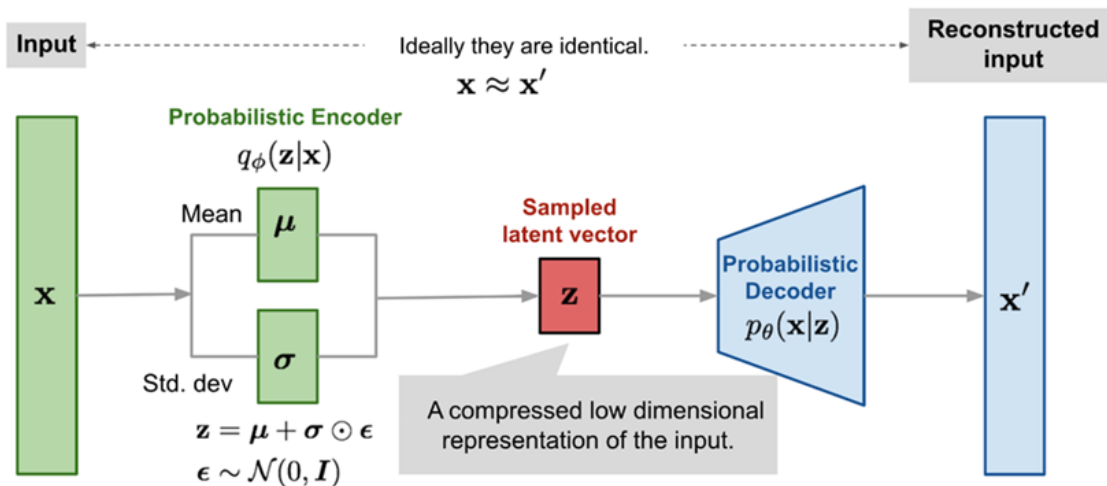 Input
Ideally they are identical.
x ≈ x′
Reconstructed
input
Probabilistic Encoder
qϕ(z|x)
Mean
μ
x
Std. dev
σ
z = μ + σ ⊙ ϵ
ϵ ∼ 𝒩(0, I)
Sampled
latent vector
z
A compressed low dimensional
representation of the input.
Probabilistic
Decoder
pθ(x|z)
x′